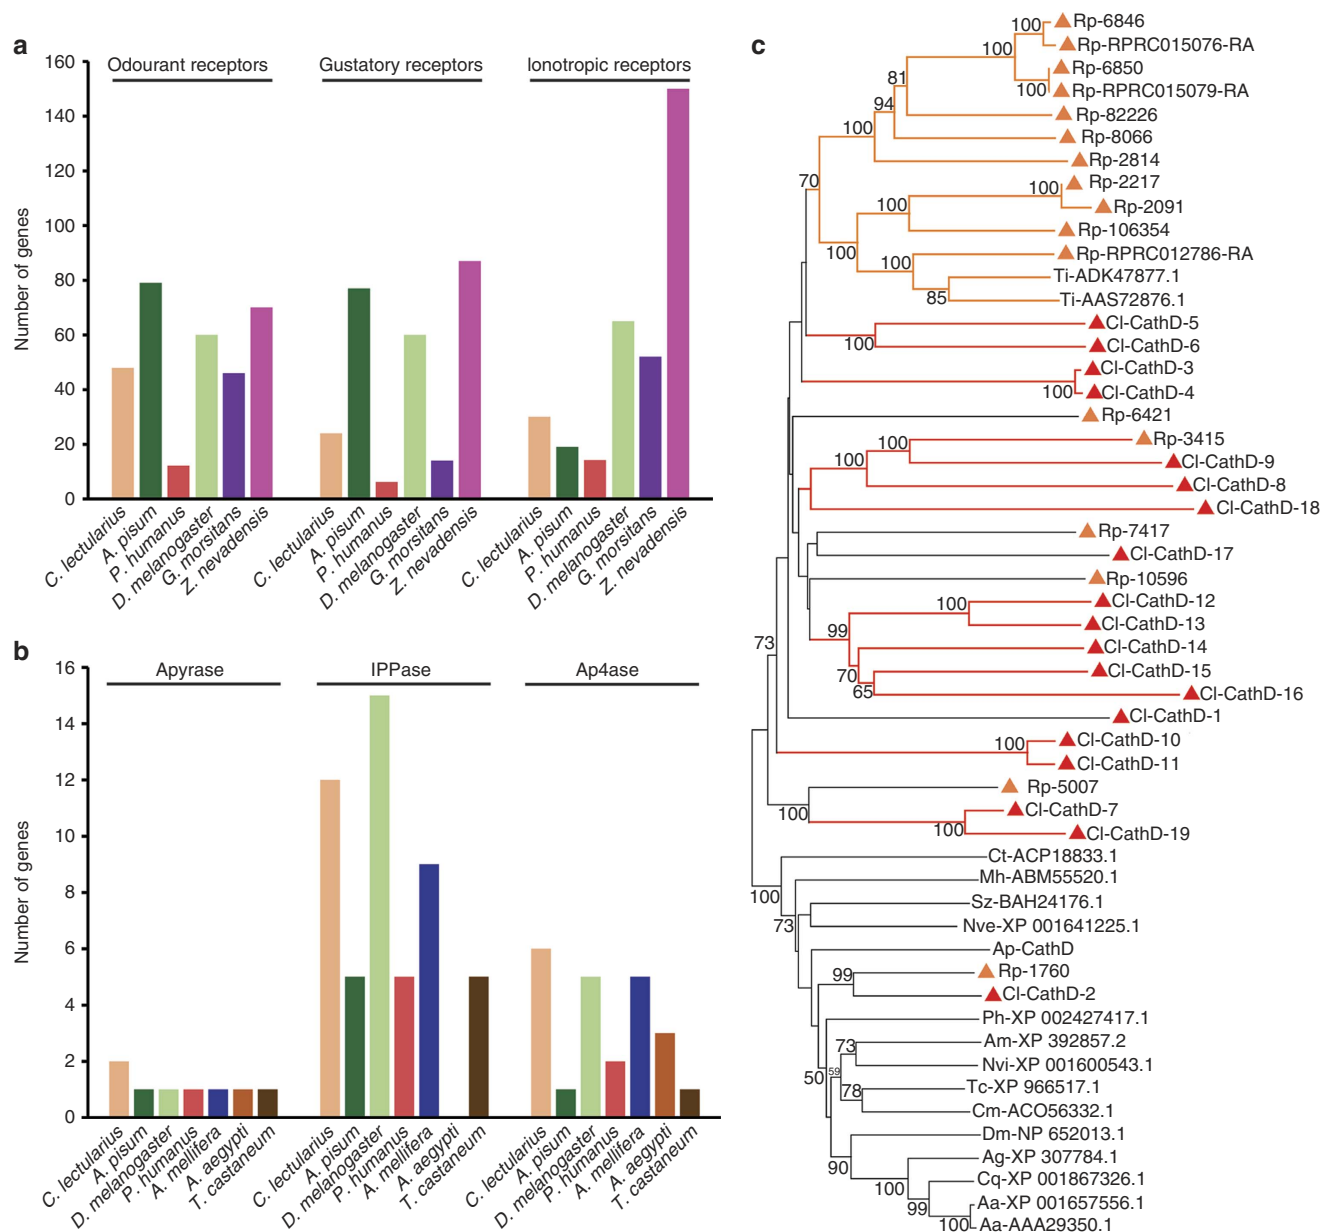 a
160
140
120
100
80
60
40
20
0
Number of genes
Odourant receptors
Gustatory receptors
Ionotropic receptors
C. lectularius
A. pisum
P. humanus
D. melanogaster
G. morsitans
Z. nevadensis
C. lectularius
A. pisum
P. humanus
D. melanogaster
G. morsitans
Z. nevadensis
C. lectularius
A. pisum
P. humanus
D. melanogaster
G. morsitans
Z. nevadensis
b
16
14
12
10
8
6
4
2
0
Number of genes
Apyrase
IPPase
Ap4ase
C. lectularius
A. pisum
D. melanogaster
P. humanus
A. mellifera
A. aegypti
T. castaneum
C. lectularius
A. pisum
D. melanogaster
P. humanus
A. mellifera
A. aegypti
T. castaneum
C. lectularius
A. pisum
D. melanogaster
P. humanus
A. mellifera
A. aegypti
T. castaneum
c
100 Rp-6846
100 Rp-RPRC015076-RA
Rp-6850
81 100 Rp-RPRC015079-RA
94 Rp-82226
100 Rp-8066
Rp-2814
70 100 Rp-2217
100 Rp-2091
Rp-106354
100 100 Rp-RPRC012786-RA
Ti-ADK47877.1
85 Ti-AAS72876.1
Cl-CathD-5
100 Cl-CathD-6
Cl-CathD-3
100 Cl-CathD-4
Rp-6421
100 Rp-3415
100 Cl-CathD-9
Cl-CathD-8
Cl-CathD-18
Rp-7417
Cl-CathD-17
Rp-10596
100 Cl-CathD-12
99 Cl-CathD-13
73 Cl-CathD-14
70 Cl-CathD-15
65 Cl-CathD-16
Cl-CathD-1
100 Cl-CathD-10
Cl-CathD-11
Rp-5007
100 Cl-CathD-7
100 Cl-CathD-19
Ct-ACP18833.1
100 Mh-ABM55520.1
Sz-BAH24176.1
73 Nve-XP 001641225.1
Ap-CathD
99 Rp-1760
Cl-CathD-2
Ph-XP 002427417.1
73 Am-XP 392857.2
50 59 Nvi-XP 001600543.1
78 Tc-XP 966517.1
Cm-ACO56332.1
Dm-NP 652013.1
90 Ag-XP 307784.1
100 Cq-XP 001867326.1
99 Aa-XP 001657556.1
100 Aa-AAA29350.1